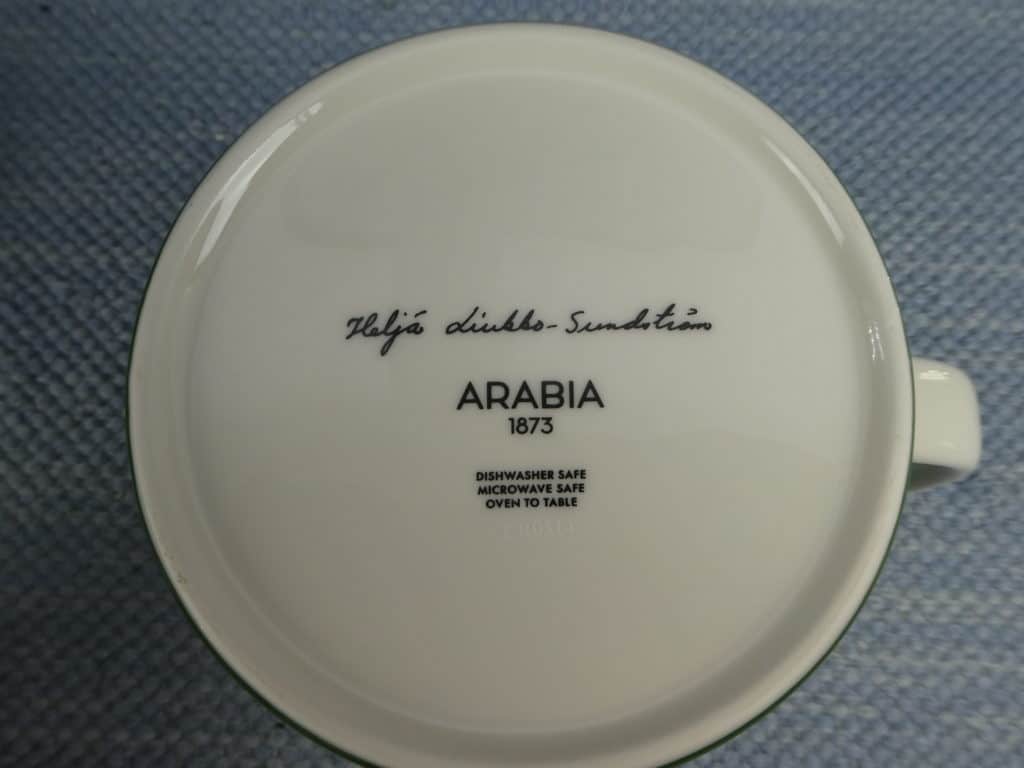 Heljä Liukko-Sundström
ARABIA
1873
DISHWASHER SAFE
MICROWAVE SAFE
OVEN TO TABLE